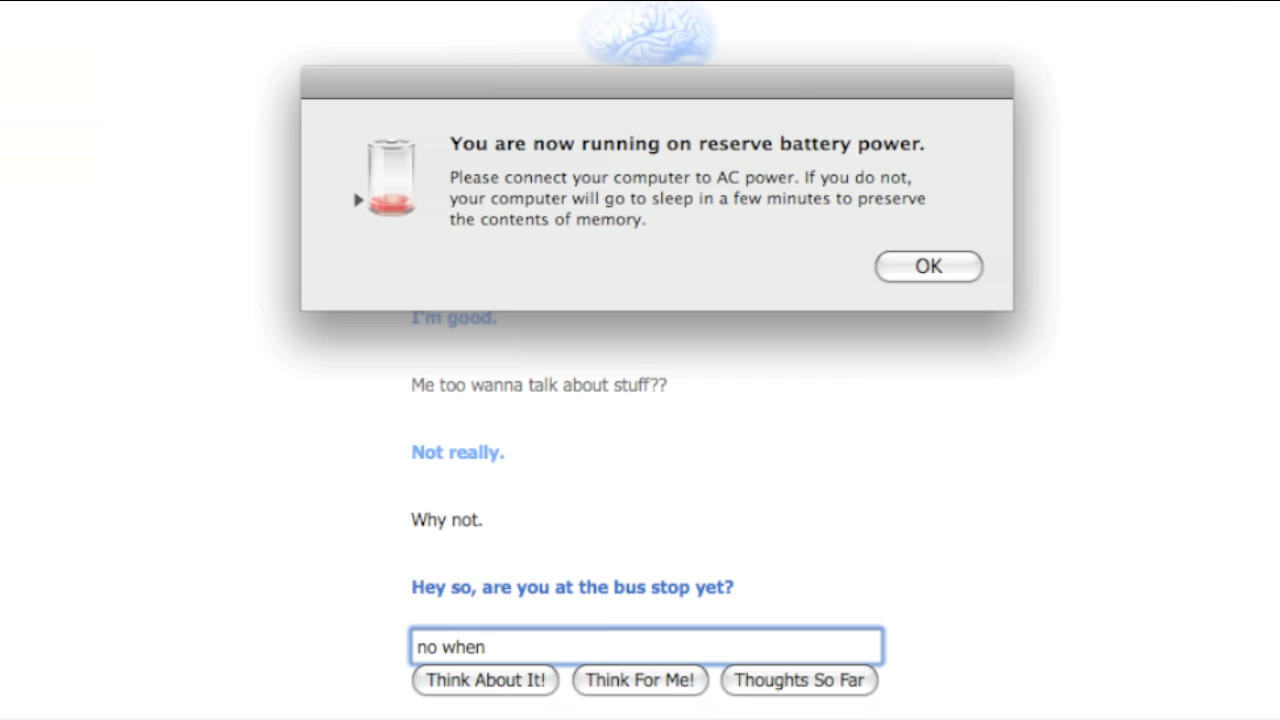 You are now running on reserve battery power.
Please connect your computer to AC power. If you do not,
your computer will go to sleep in a few minutes to preserve
the contents of memory.
OK
I'm good.
Me too wanna talk about stuff??
Not really.
Why not.
Hey so, are you at the bus stop yet?
no when
Think About It! Think For Me! Thoughts So Far